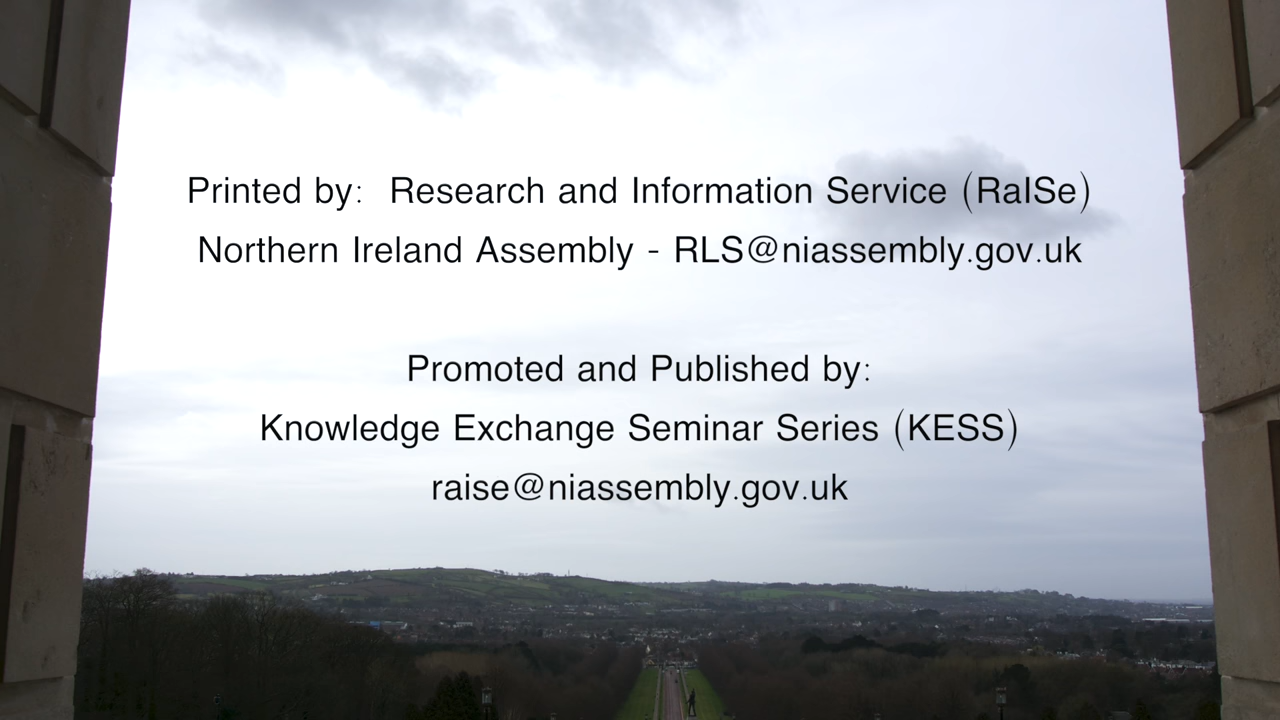 Printed by:  Research and Information Service (RaISe)
Northern Ireland Assembly - RLS@niassembly.gov.uk
Promoted and Published by:
Knowledge Exchange Seminar Series (KESS)
raise@niassembly.gov.uk